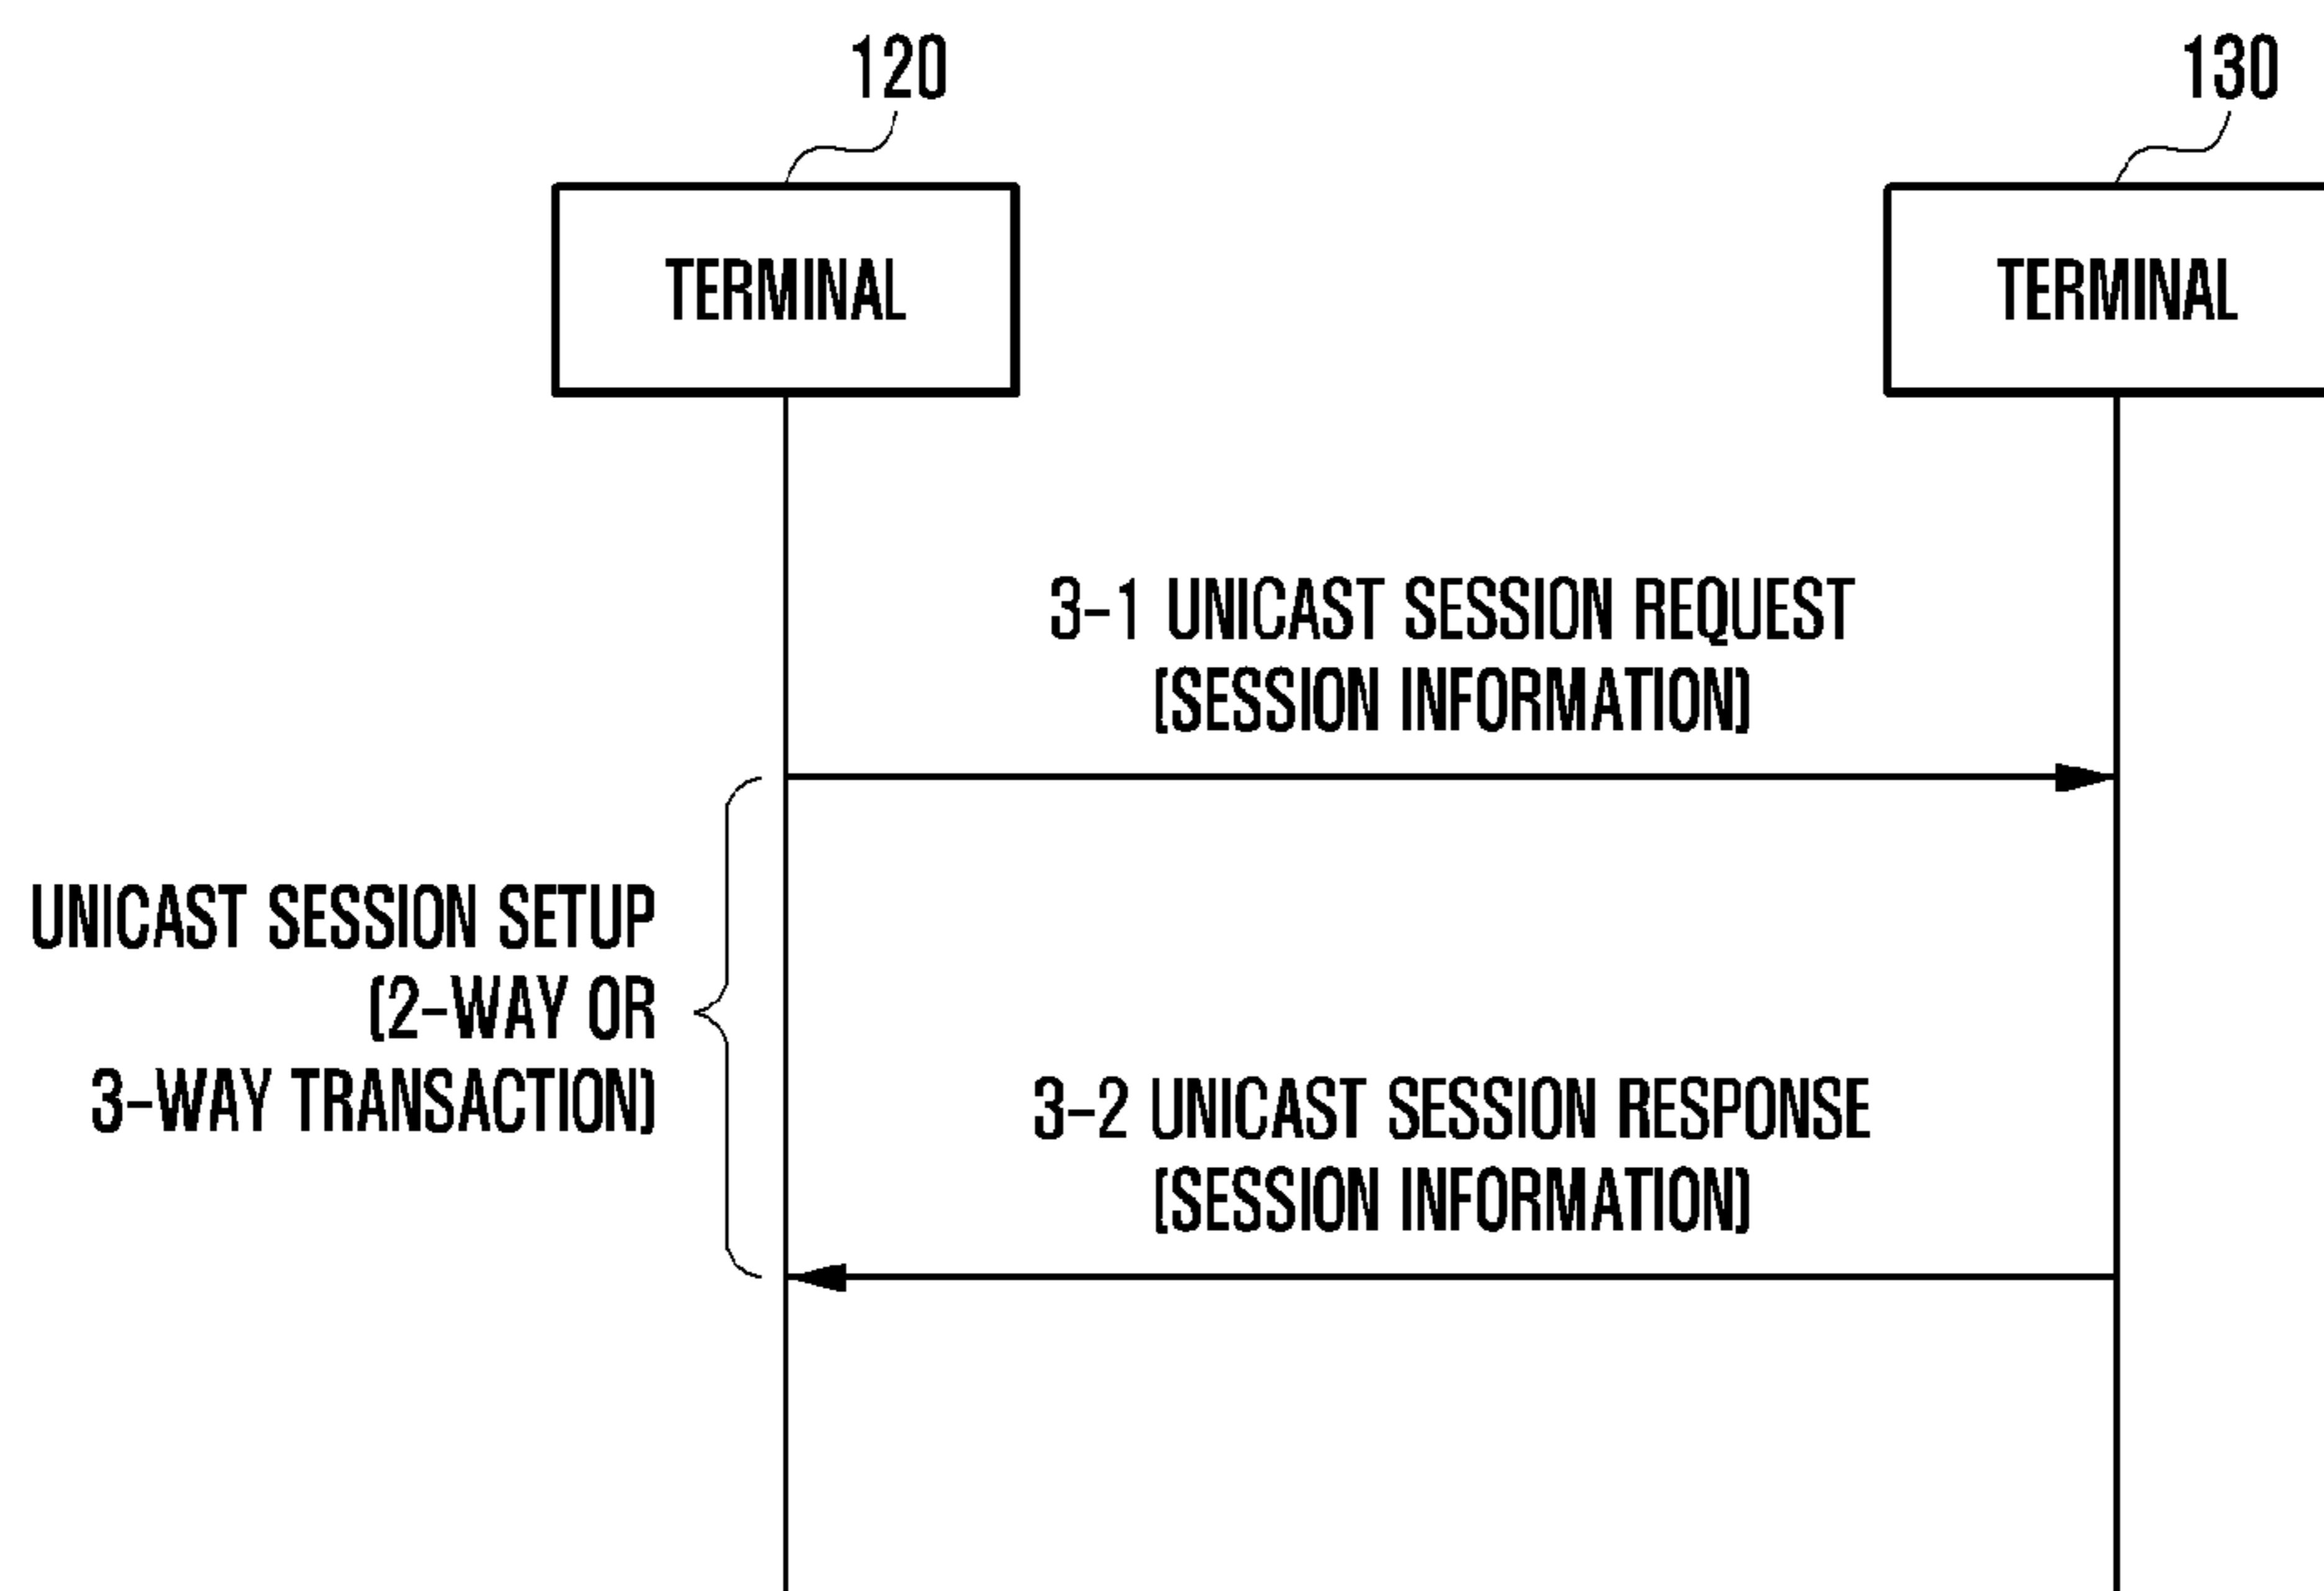 120
130
TERMINAL
TERMINAL
3-1 UNICAST SESSION REQUEST
(SESSION INFORMATION)
UNICAST SESSION SETUP
(2-WAY OR
3-WAY TRANSACTION)
3-2 UNICAST SESSION RESPONSE
(SESSION INFORMATION)